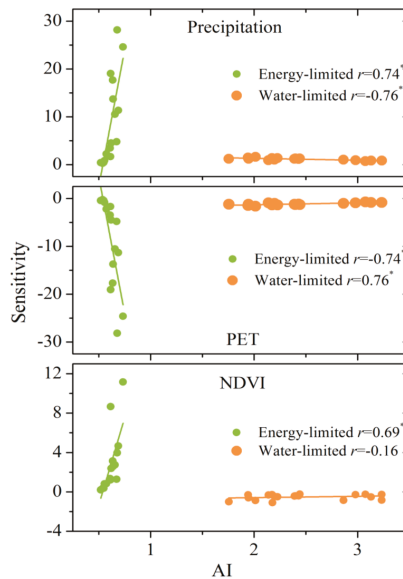 30
Precipitation
20
Energy-limited r=0.74*
Water-limited r=-0.76*
10
0
0
-10
Energy-limited r=-0.74*
Water-limited r=0.76*
-20
-30
PET
Sensitivity
12
NDVI
8
Energy-limited r=0.69*
Water-limited r=-0.16
4
0
-4
1
2
3
AI